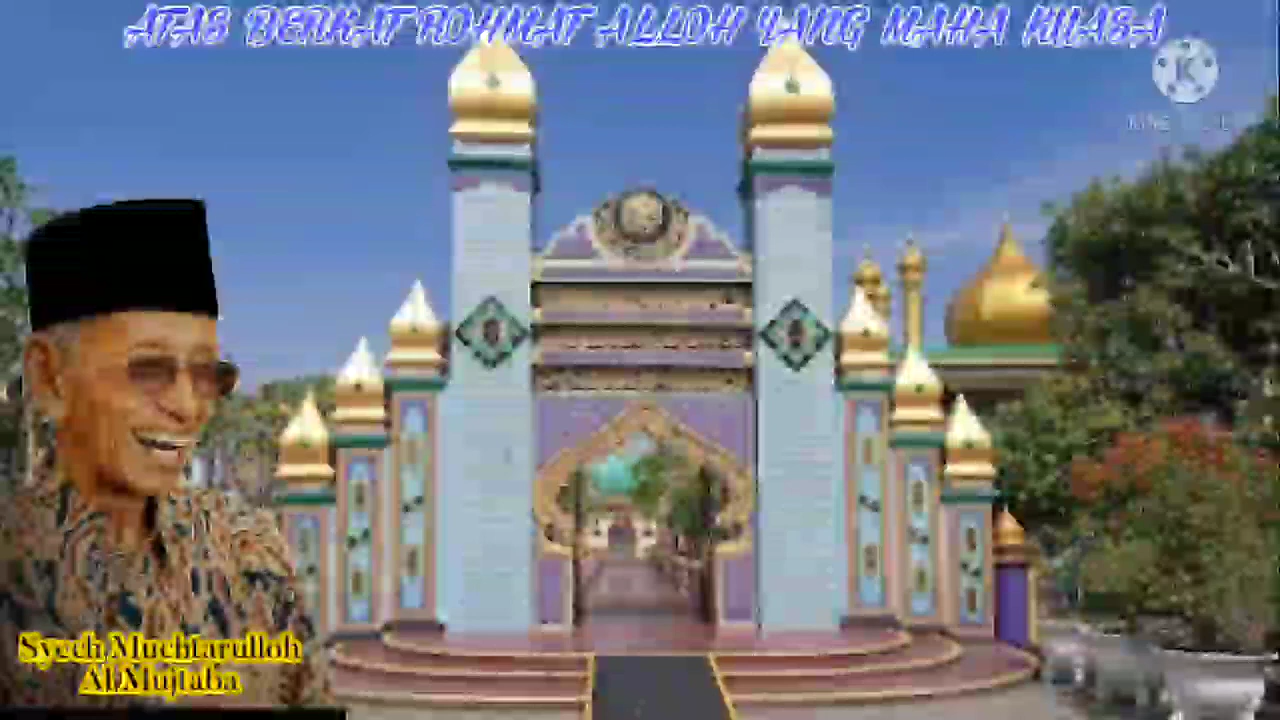 ATAS BERKAT ROHMAT ALLOH YANG MAHA KUASA
Syech Muchtarulloh
Al Mujtaba